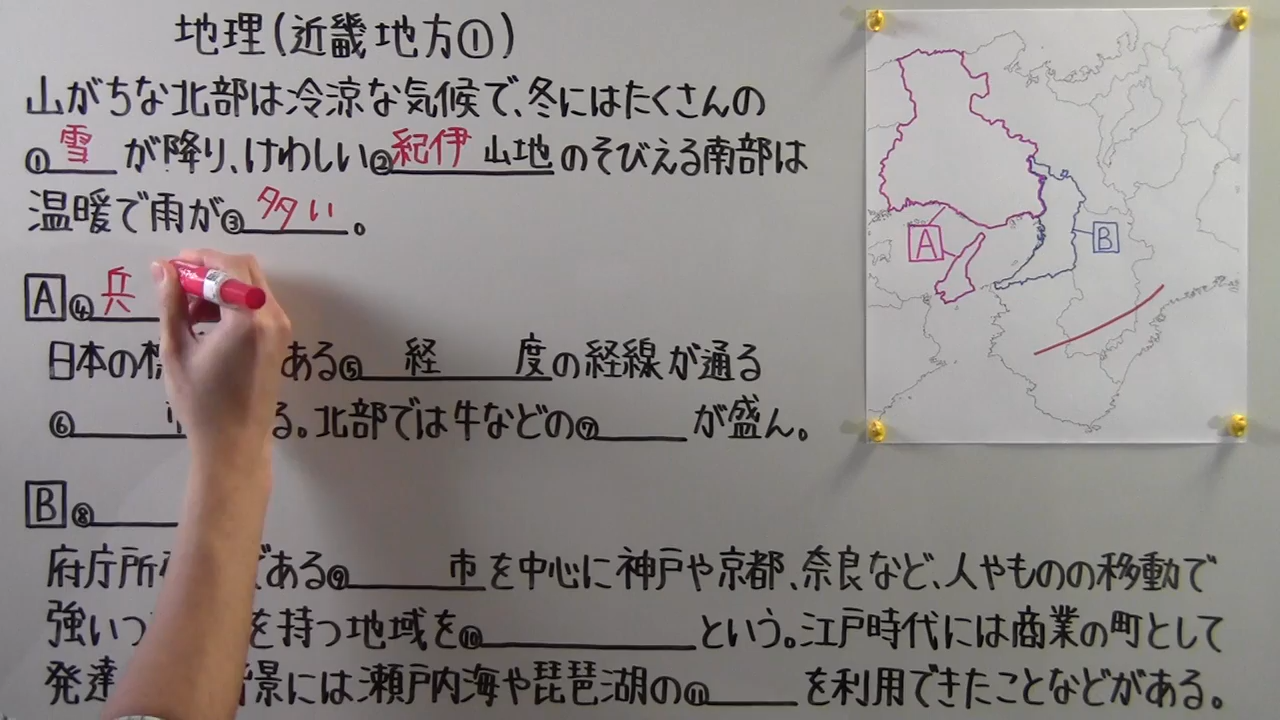 地理(近畿地方①)
山がちな北部は冷涼な気候で、冬にはたくさんの
①雪が降り、けわしい②紀伊山地のそびえる南部は
温暖で雨が③多い。
A ④兵
日本の ある⑤ 経 度の経線が通る
⑥ る。北部では牛などの⑦ が盛ん。
B ⑧
府庁所 である⑨ 市を中心に神戸や京都、奈良など、人やものの移動で
強いつ を持つ地域を⑩ という。江戸時代には商業の町として
発達 景には瀬戸内海や琵琶湖の⑪ を利用できたことなどがある。
A
B